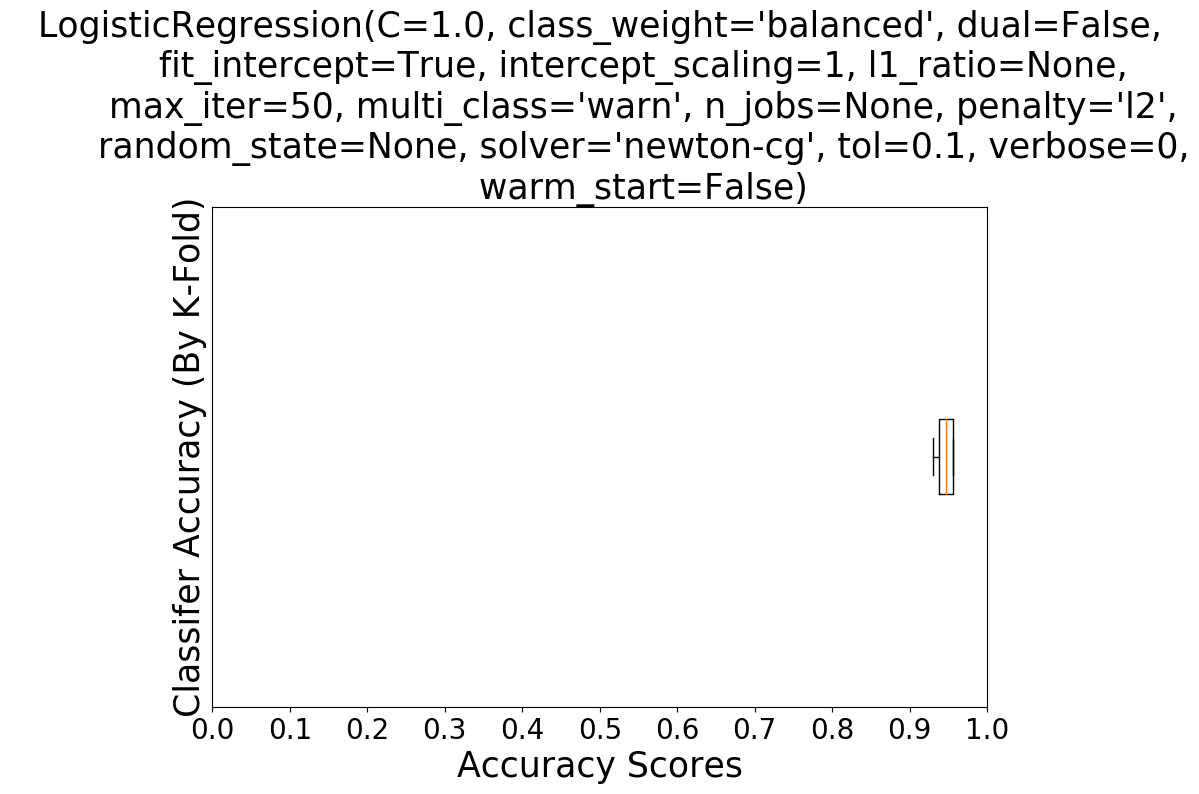 LogisticRegression(C=1.0, class_weight='balanced', dual=False,
fit_intercept=True, intercept_scaling=1, l1_ratio=None,
max_iter=50, multi_class='warn', n_jobs=None, penalty='l2',
random_state=None, solver='newton-cg', tol=0.1, verbose=0,
warm_start=False)
Classifer Accuracy (By K-Fold)
0.0 0.1 0.2 0.3 0.4 0.5 0.6 0.7 0.8 0.9 1.0
Accuracy Scores